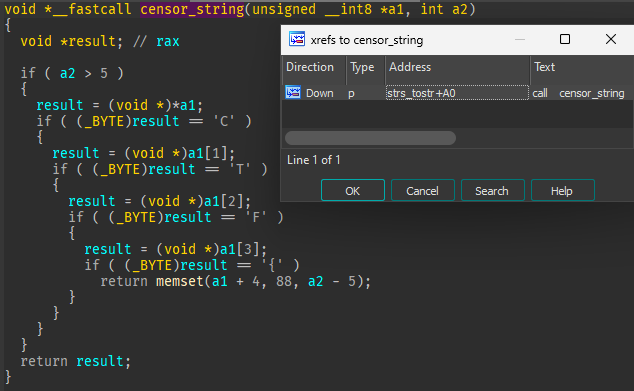 void *__fastcall censor_string(unsigned __int8 *a1, int a2)
{
  void *result; // rax

  if ( a2 > 5 )
  {
    result = (void *)*a1;
    if ( (_BYTE)result == 'C' )
    {
      result = (void *)a1[1];
      if ( (_BYTE)result == 'T' )
      {
        result = (void *)a1[2];
        if ( (_BYTE)result == 'F' )
        {
          result = (void *)a1[3];
          if ( (_BYTE)result == '{' )
            return memset(a1 + 4, 88, a2 - 5);
        }
      }
    }
  }
  return result;
}
xrefs to censor_string
Direction Type Address Text
Down p strs_tostr+A0 call censor_string
Line 1 of 1
OK Cancel Search Help